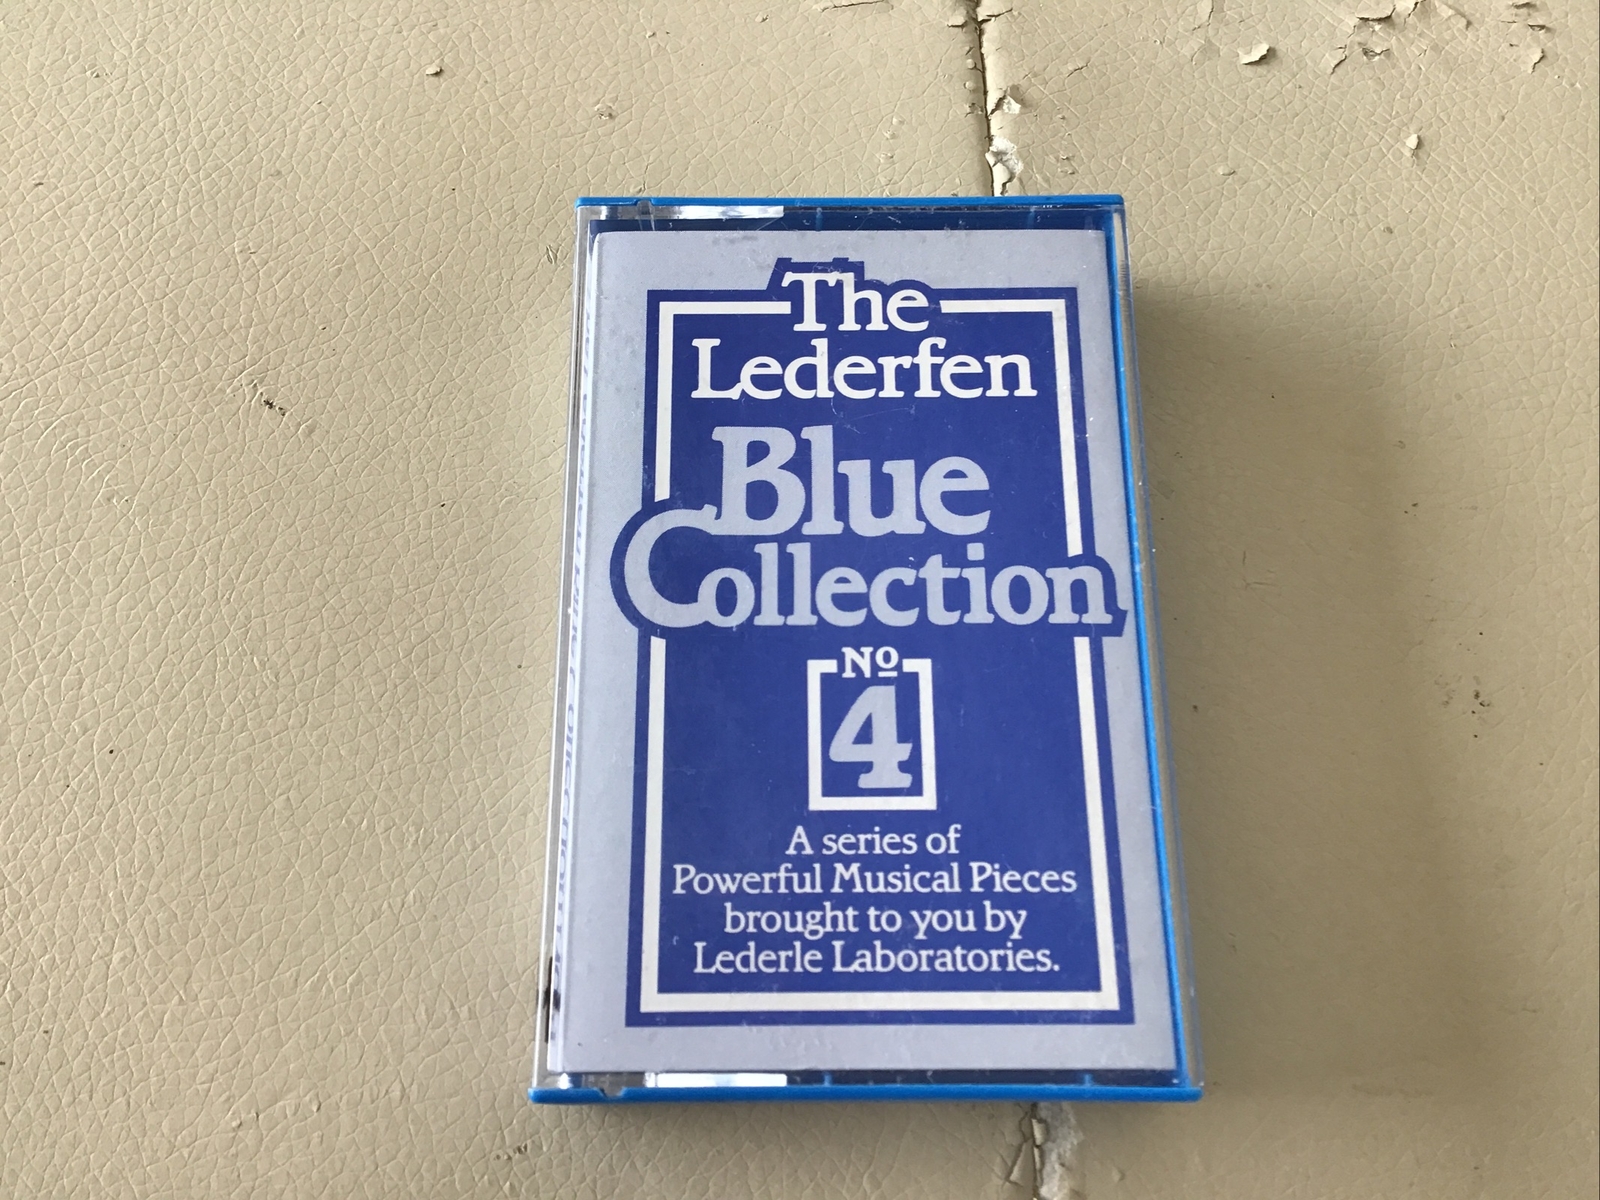 The
Lederfen
Blue
Collection
No
4
A series of
Powerful Musical Pieces
brought to you by
Lederle Laboratories.